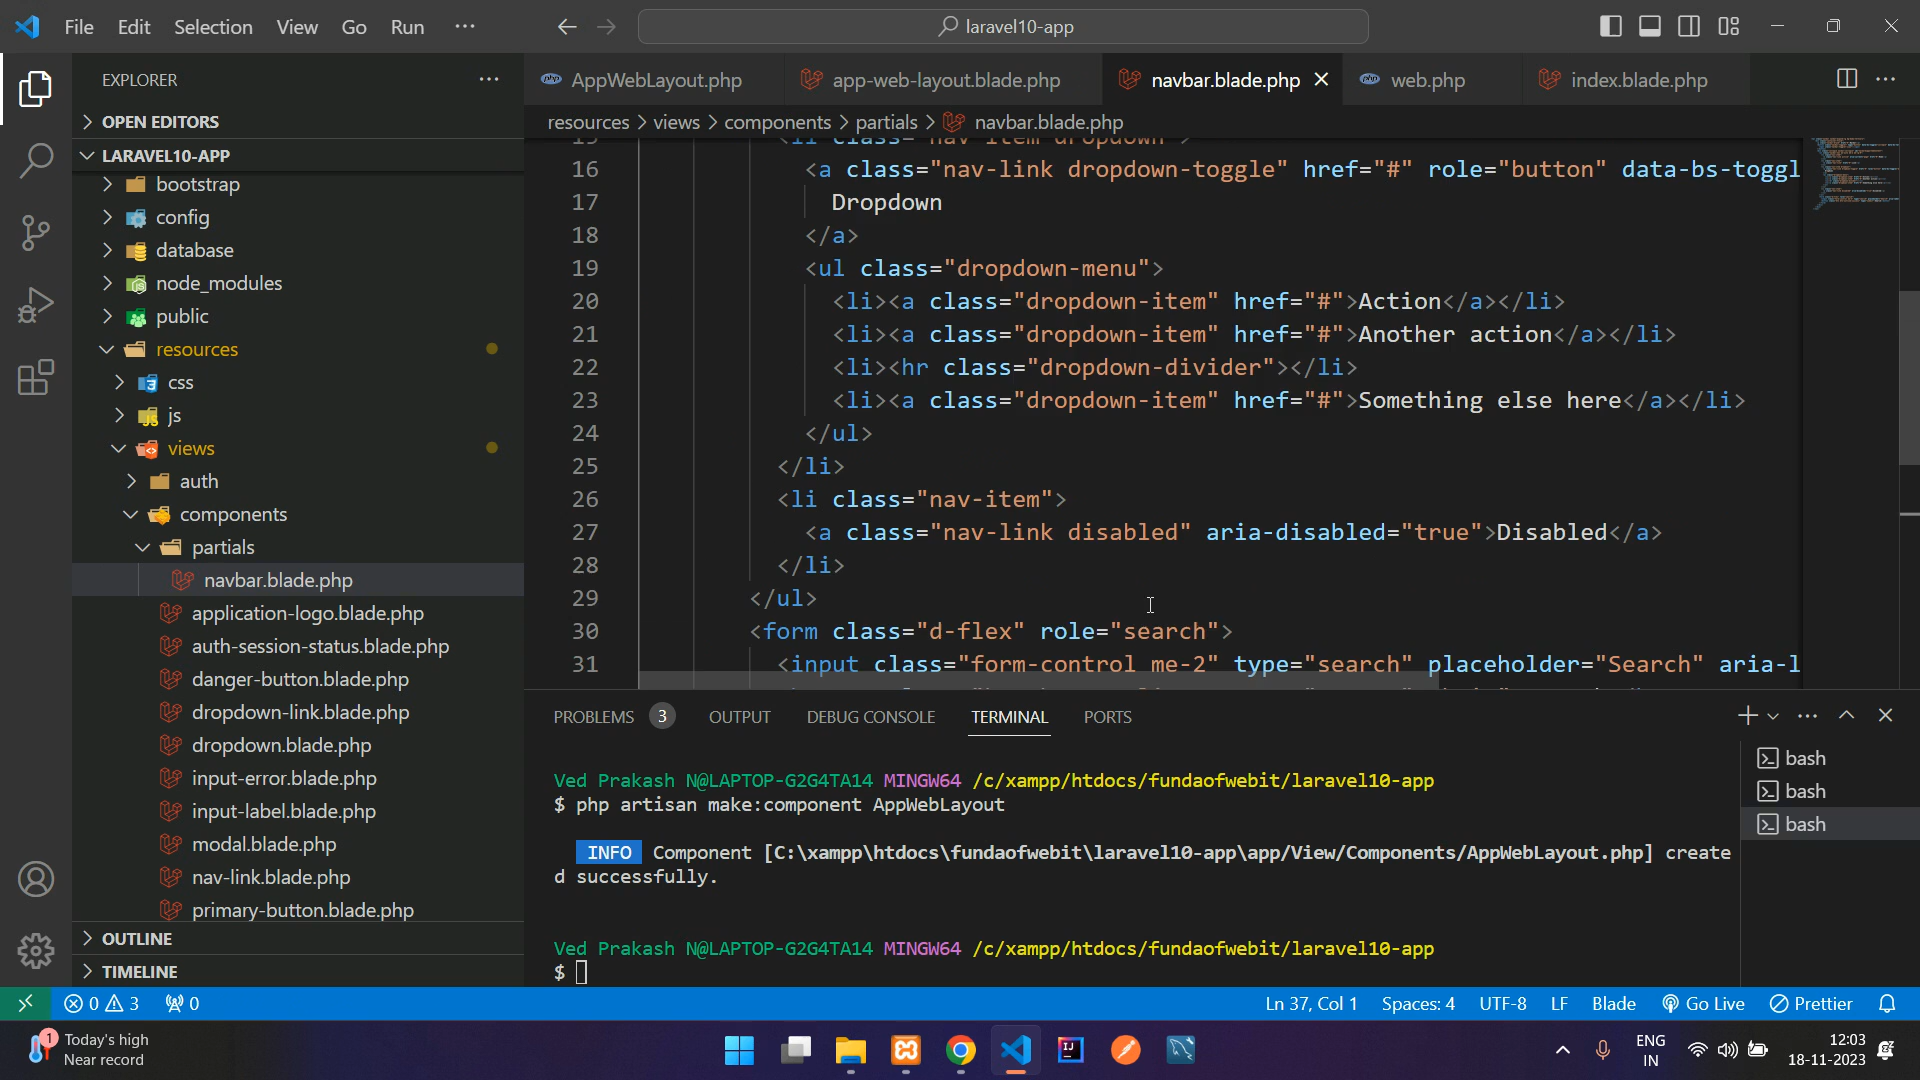 File Edit Selection View Go Run ···
laravel10-app
EXPLORER ···
AppWebLayout.php
app-web-layout.blade.php
navbar.blade.php
web.php
index.blade.php
OPEN EDITORS
resources > views > components > partials > navbar.blade.php
LARAVEL10-APP
bootstrap
config
database
node_modules
public
resources
css
js
views
auth
components
partials
navbar.blade.php
application-logo.blade.php
auth-session-status.blade.php
danger-button.blade.php
dropdown-link.blade.php
dropdown.blade.php
input-error.blade.php
input-label.blade.php
modal.blade.php
nav-link.blade.php
primary-button.blade.php
OUTLINE
TIMELINE
16 <a class="nav-link dropdown-toggle" href="#" role="button" data-bs-toggl
17 Dropdown
18 </a>
19 <ul class="dropdown-menu">
20 <li><a class="dropdown-item" href="#">Action</a></li>
21 <li><a class="dropdown-item" href="#">Another action</a></li>
22 <li><hr class="dropdown-divider"></li>
23 <li><a class="dropdown-item" href="#">Something else here</a></li>
24 </ul>
25 </li>
26 <li class="nav-item">
27 <a class="nav-link disabled" aria-disabled="true">Disabled</a>
28 </li>
29 </ul>
30 <form class="d-flex" role="search">
31 <input class="form-control me-2" type="search" placeholder="Search" aria-l
PROBLEMS 3 OUTPUT DEBUG CONSOLE TERMINAL PORTS
Ved Prakash N@LAPTOP-G2G4TA14 MINGW64 /c/xampp/htdocs/fundaofwebit/laravel10-app
$ php artisan make:component AppWebLayout
INFO Component [C:\xampp\htdocs\fundaofwebit\laravel10-app\app/View/Components/AppWebLayout.php] create
d successfully.
Ved Prakash N@LAPTOP-G2G4TA14 MINGW64 /c/xampp/htdocs/fundaofwebit/laravel10-app
$
bash
bash
bash
0 3 0
Ln 37, Col 1 Spaces: 4 UTF-8 LF Blade Go Live Prettier
1 Today's high
Near record
ENG
IN
12:03
18-11-2023